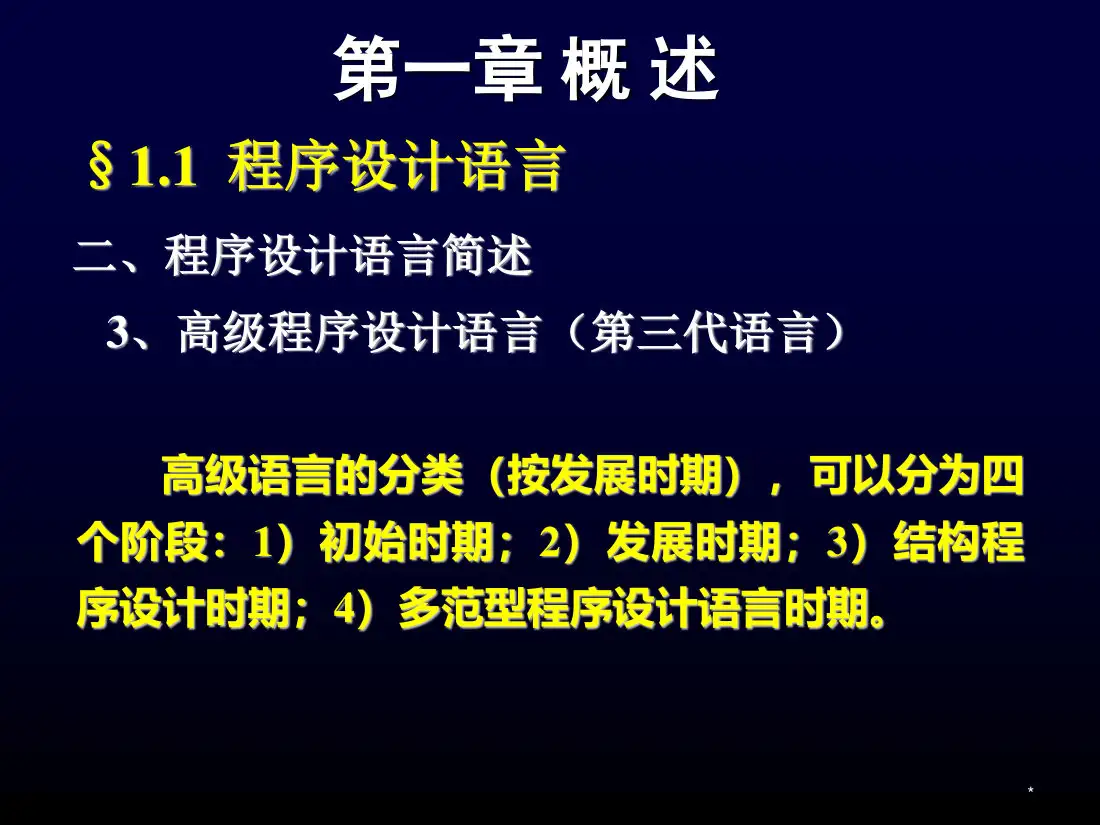 第一章 概 述
§1.1 程序设计语言
二、程序设计语言简述
3、高级程序设计语言（第三代语言）
高级语言的分类（按发展时期），可以分为四
个阶段：1）初始时期；2）发展时期；3）结构程
序设计时期；4）多范型程序设计语言时期。
*